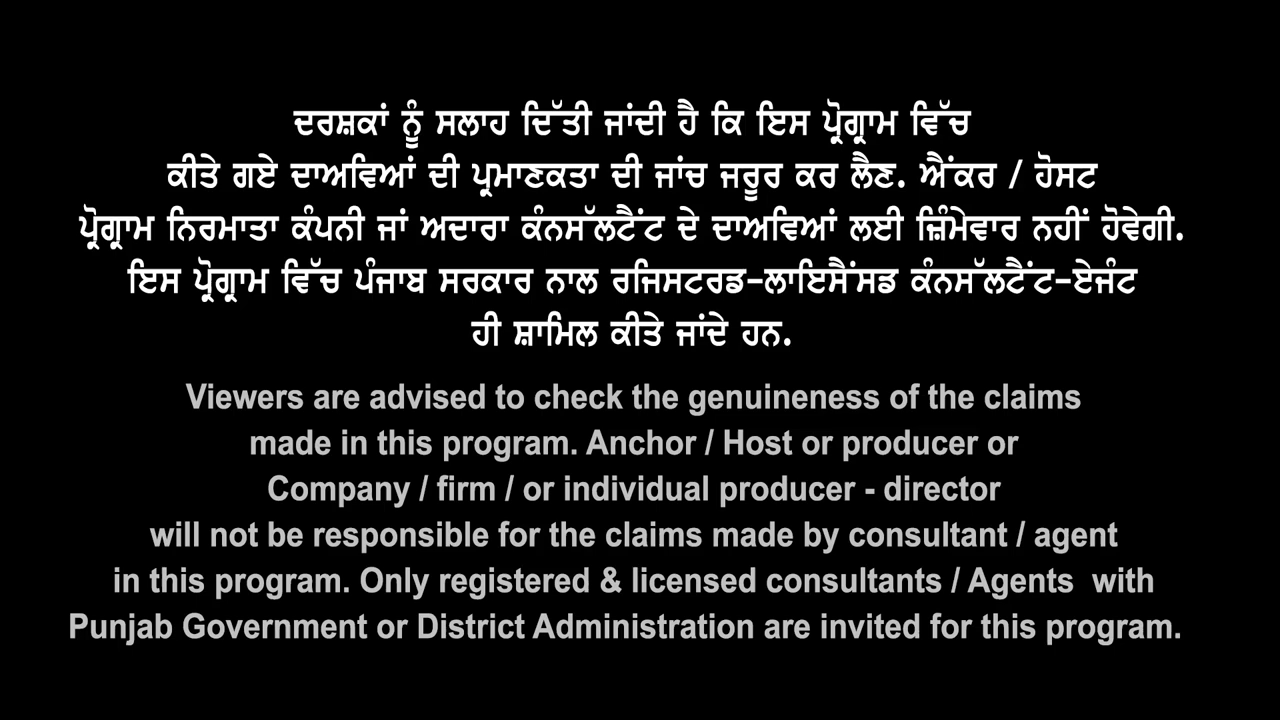 ਦਰਸ਼ਕਾਂ ਨੂੰ ਸਲਾਹ ਦਿੱਤੀ ਜਾਂਦੀ ਹੈ ਕਿ ਇਸ ਪ੍ਰੋਗ੍ਰਾਮ ਵਿੱਚ
ਕੀਤੇ ਗਏ ਦਾਅਵਿਆਂ ਦੀ ਪ੍ਰਮਾਣਕਤਾ ਦੀ ਜਾਂਚ ਜਰੂਰ ਕਰ ਲੈਣ. ਐਂਕਰ / ਹੋਸਟ
ਪ੍ਰੋਗ੍ਰਾਮ ਨਿਰਮਾਤਾ ਕੰਪਨੀ ਜਾਂ ਅਦਾਰਾ ਕੰਨਸੱਲਟੈਂਟ ਦੇ ਦਾਅਵਿਆਂ ਲਈ ਜ਼ਿੰਮੇਵਾਰ ਨਹੀਂ ਹੋਵੇਗੀ.
ਇਸ ਪ੍ਰੋਗ੍ਰਾਮ ਵਿੱਚ ਪੰਜਾਬ ਸਰਕਾਰ ਨਾਲ ਰਜਿਸਟਰਡ-ਲਾਇਸੈਂਸਡ ਕੰਨਸੱਲਟੈਂਟ-ਏਜੰਟ
ਹੀ ਸ਼ਾਮਿਲ ਕੀਤੇ ਜਾਂਦੇ ਹਨ.
Viewers are advised to check the genuineness of the claims
made in this program. Anchor / Host or producer or
Company / firm / or individual producer - director
will not be responsible for the claims made by consultant / agent
in this program. Only registered & licensed consultants / Agents  with
Punjab Government or District Administration are invited for this program.